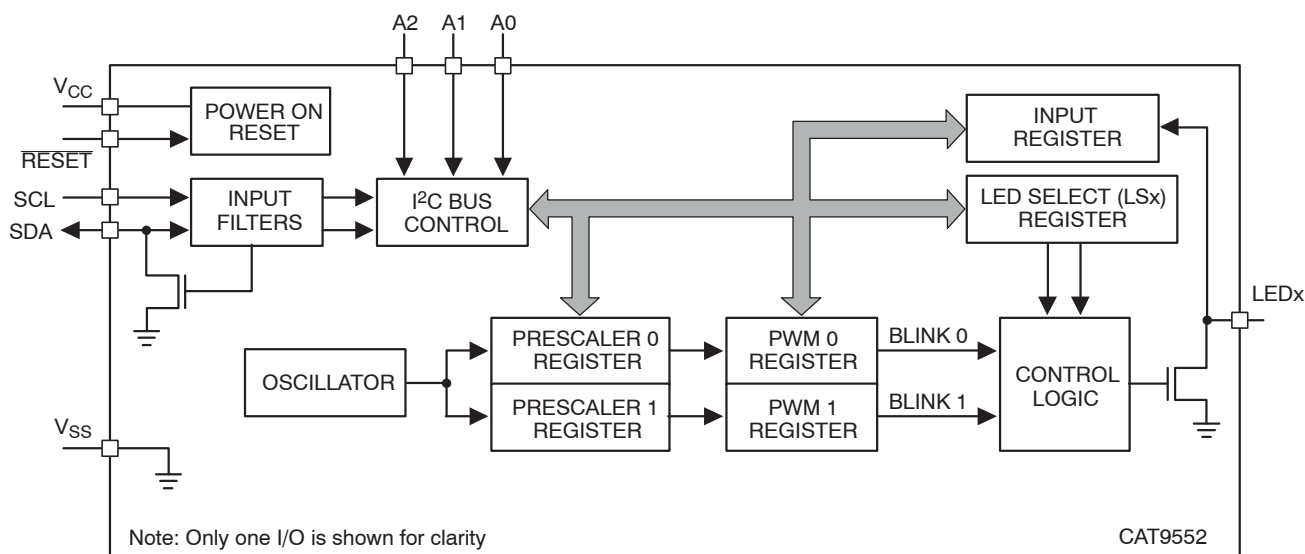 A2 A1 A0
VCC
POWER ON
RESET
RESET
INPUT
REGISTER
SCL
SDA
INPUT
FILTERS
I2C BUS
CONTROL
LED SELECT (LSx)
REGISTER
LEDx
OSCILLATOR
PRESCALER 0
REGISTER
PWM 0
REGISTER
BLINK 0
PRESCALER 1
REGISTER
PWM 1
REGISTER
BLINK 1
CONTROL
LOGIC
VSS
Note: Only one I/O is shown for clarity
CAT9552